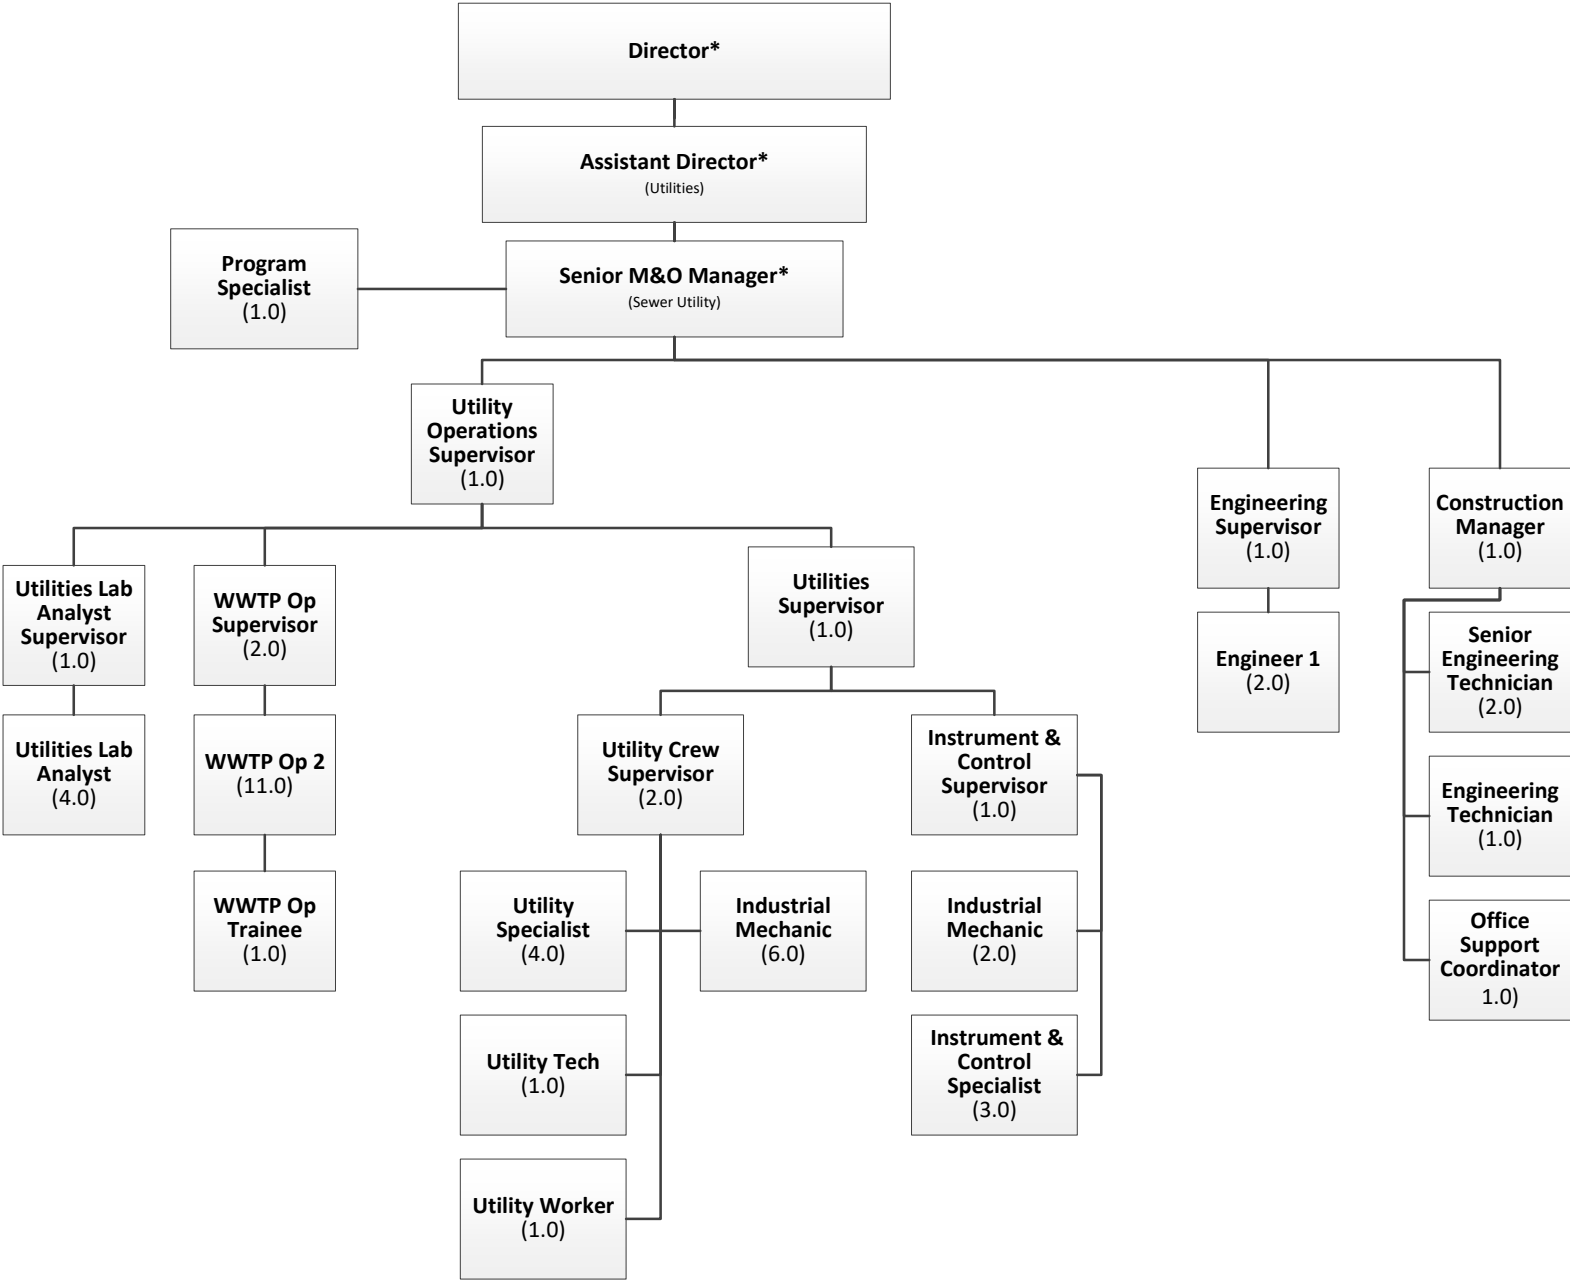 Director*
Assistant Director*
(Utilities)
Program
Specialist
(1.0)
Senior M&O Manager*
(Sewer Utility)
Utility
Operations
Supervisor
(1.0)
Engineering
Supervisor
(1.0)
Construction
Manager
(1.0)
Utilities Lab
Analyst
Supervisor
(1.0)
WWTP Op
Supervisor
(2.0)
Utilities
Supervisor
(1.0)
Engineer 1
(2.0)
Senior
Engineering
Technician
(2.0)
Utilities Lab
Analyst
(4.0)
WWTP Op 2
(11.0)
Utility Crew
Supervisor
(2.0)
Instrument &
Control
Supervisor
(1.0)
Engineering
Technician
(1.0)
WWTP Op
Trainee
(1.0)
Utility
Specialist
(4.0)
Industrial
Mechanic
(6.0)
Industrial
Mechanic
(2.0)
Office
Support
Coordinator
1.0)
Utility Tech
(1.0)
Instrument &
Control
Specialist
(3.0)
Utility Worker
(1.0)